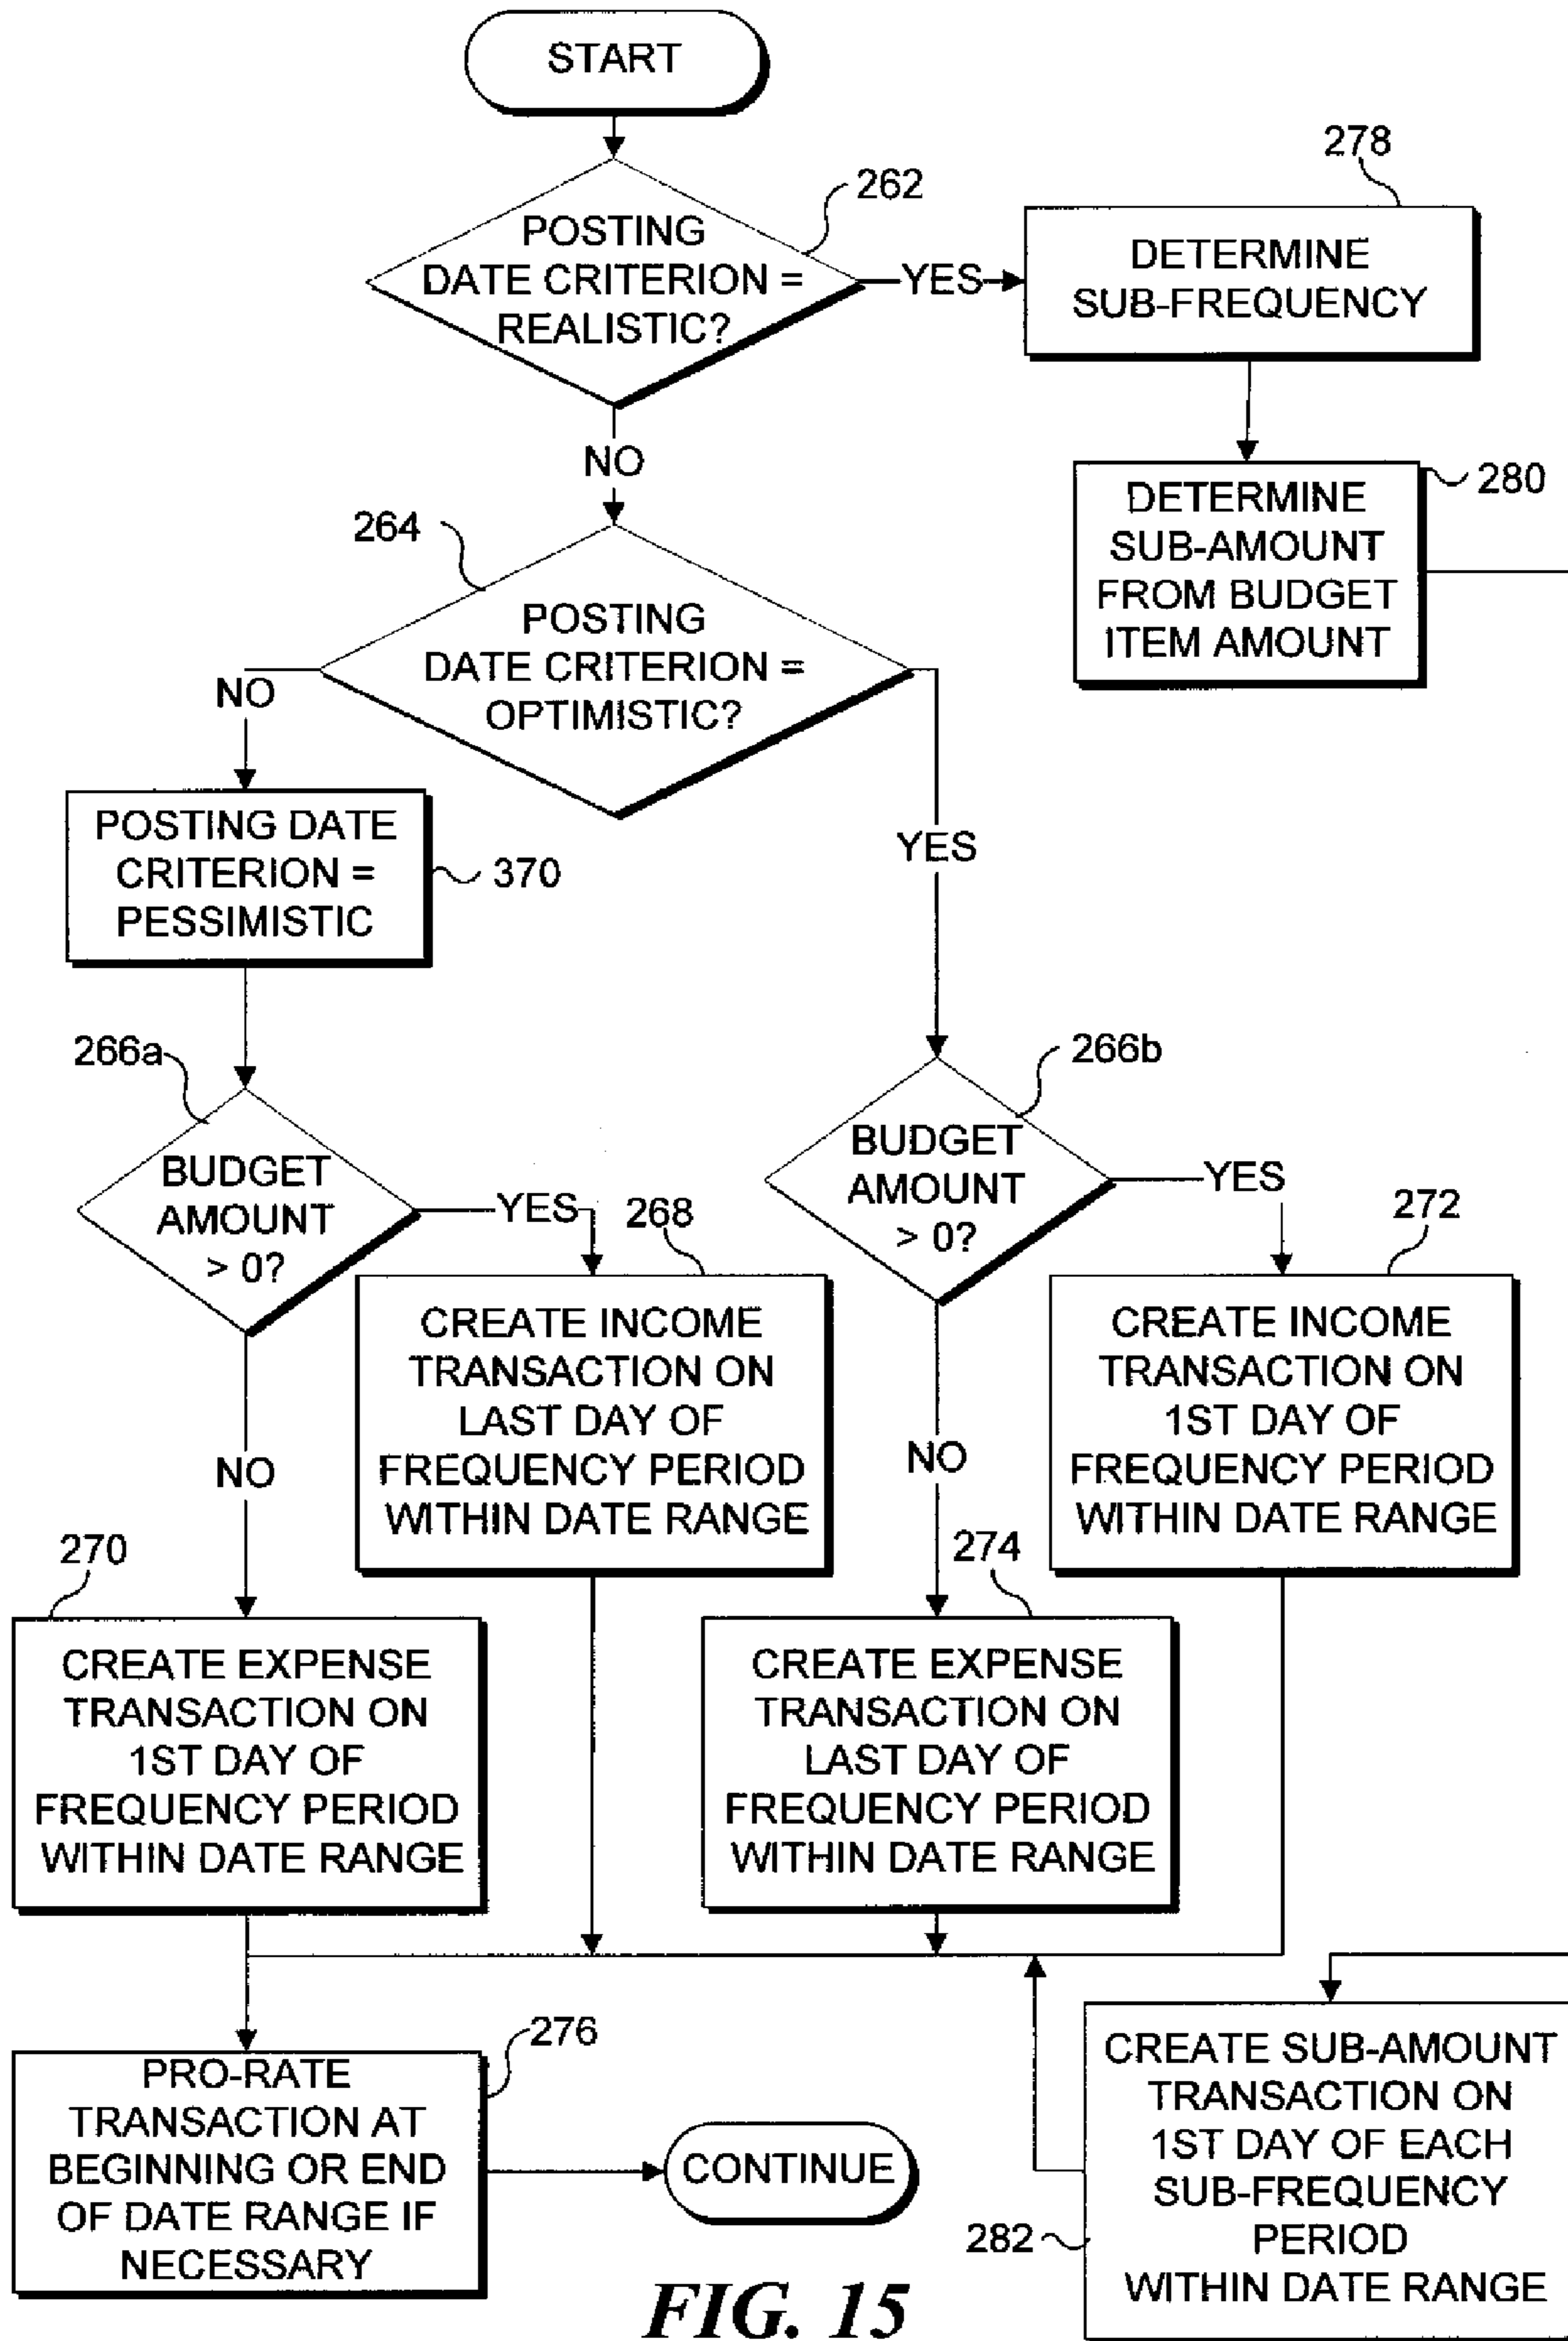 START
262
POSTING
DATE CRITERION =
REALISTIC?
YES
278
DETERMINE
SUB-FREQUENCY
NO
280
DETERMINE
SUB-AMOUNT
FROM BUDGET
ITEM AMOUNT
264
POSTING
DATE CRITERION =
OPTIMISTIC?
NO
YES
POSTING DATE
CRITERION =
PESSIMISTIC
370
266a
BUDGET
AMOUNT
> 0?
YES
266b
BUDGET
AMOUNT
> 0?
YES
268
CREATE INCOME
TRANSACTION ON
LAST DAY OF
FREQUENCY PERIOD
WITHIN DATE RANGE
272
CREATE INCOME
TRANSACTION ON
1ST DAY OF
FREQUENCY PERIOD
WITHIN DATE RANGE
NO
NO
270
CREATE EXPENSE
TRANSACTION ON
1ST DAY OF
FREQUENCY PERIOD
WITHIN DATE RANGE
274
CREATE EXPENSE
TRANSACTION ON
LAST DAY OF
FREQUENCY PERIOD
WITHIN DATE RANGE
276
PRO-RATE
TRANSACTION AT
BEGINNING OR END
OF DATE RANGE IF
NECESSARY
CONTINUE
282
CREATE SUB-AMOUNT
TRANSACTION ON
1ST DAY OF EACH
SUB-FREQUENCY
PERIOD
WITHIN DATE RANGE
FIG. 15